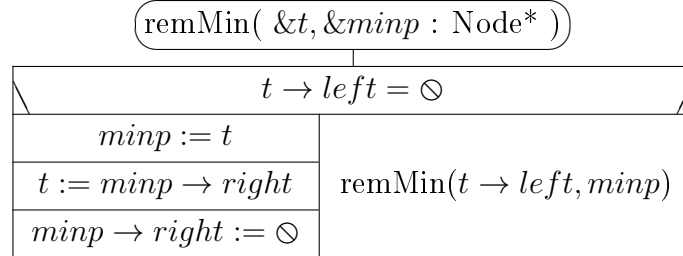 remMin( &t, &minp : Node* )
t → left = ⦸
minp := t
t := minp → right
minp → right := ⦸
remMin(t → left, minp)